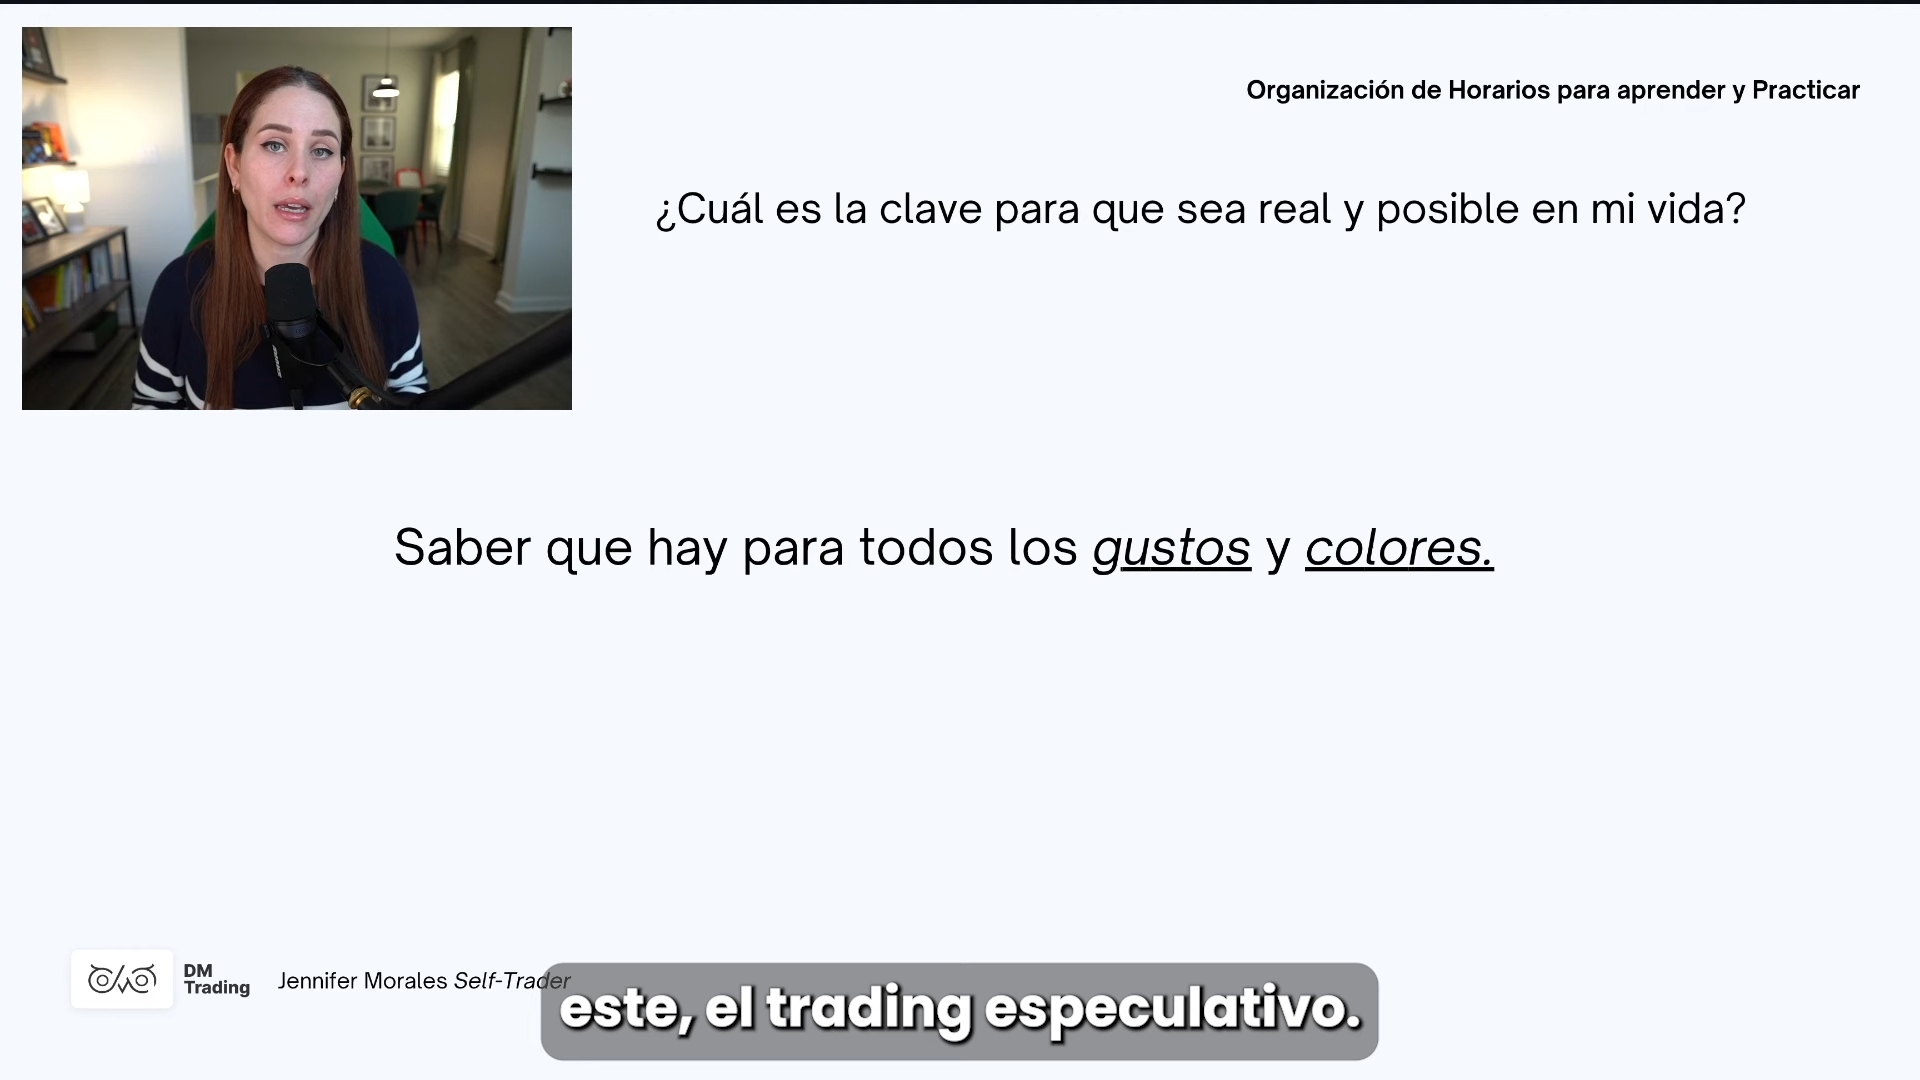 Organización de Horarios para aprender y Practicar
¿Cuál es la clave para que sea real y posible en mi vida?
Saber que hay para todos los gustos y colores.
DM
Trading
Jennifer Morales Self-Trader
este, el trading especulativo.